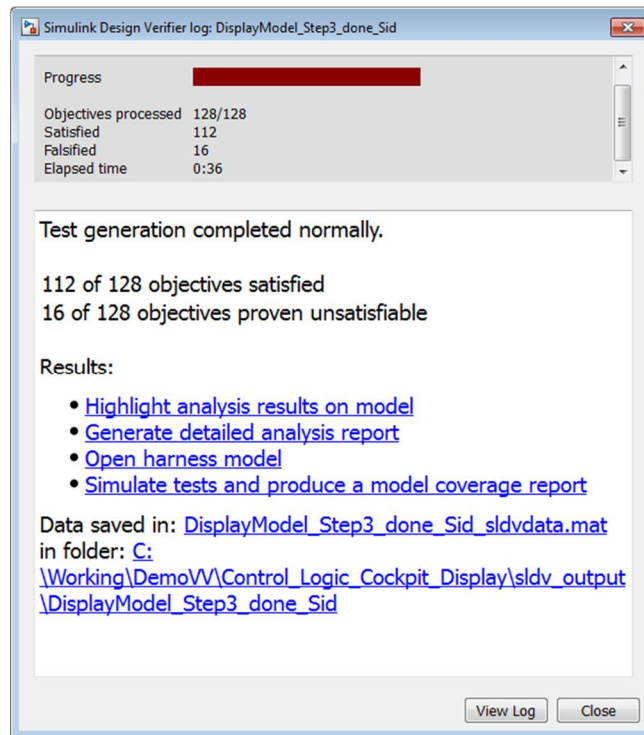 Simulink Design Verifier log: DisplayModel_Step3_done_Sid
Progress
Objectives processed 128/128
Satisfied 112
Falsified 16
Elapsed time 0:36
Test generation completed normally.
112 of 128 objectives satisfied
16 of 128 objectives proven unsatisfiable
Results:
• Highlight analysis results on model
• Generate detailed analysis report
• Open harness model
• Simulate tests and produce a model coverage report
Data saved in: DisplayModel_Step3_done_Sid_sldvdata.mat
in folder: C:
\Working\DemoVV\Control_Logic_Cockpit_Display\sldv_output
\DisplayModel_Step3_done_Sid
View Log Close